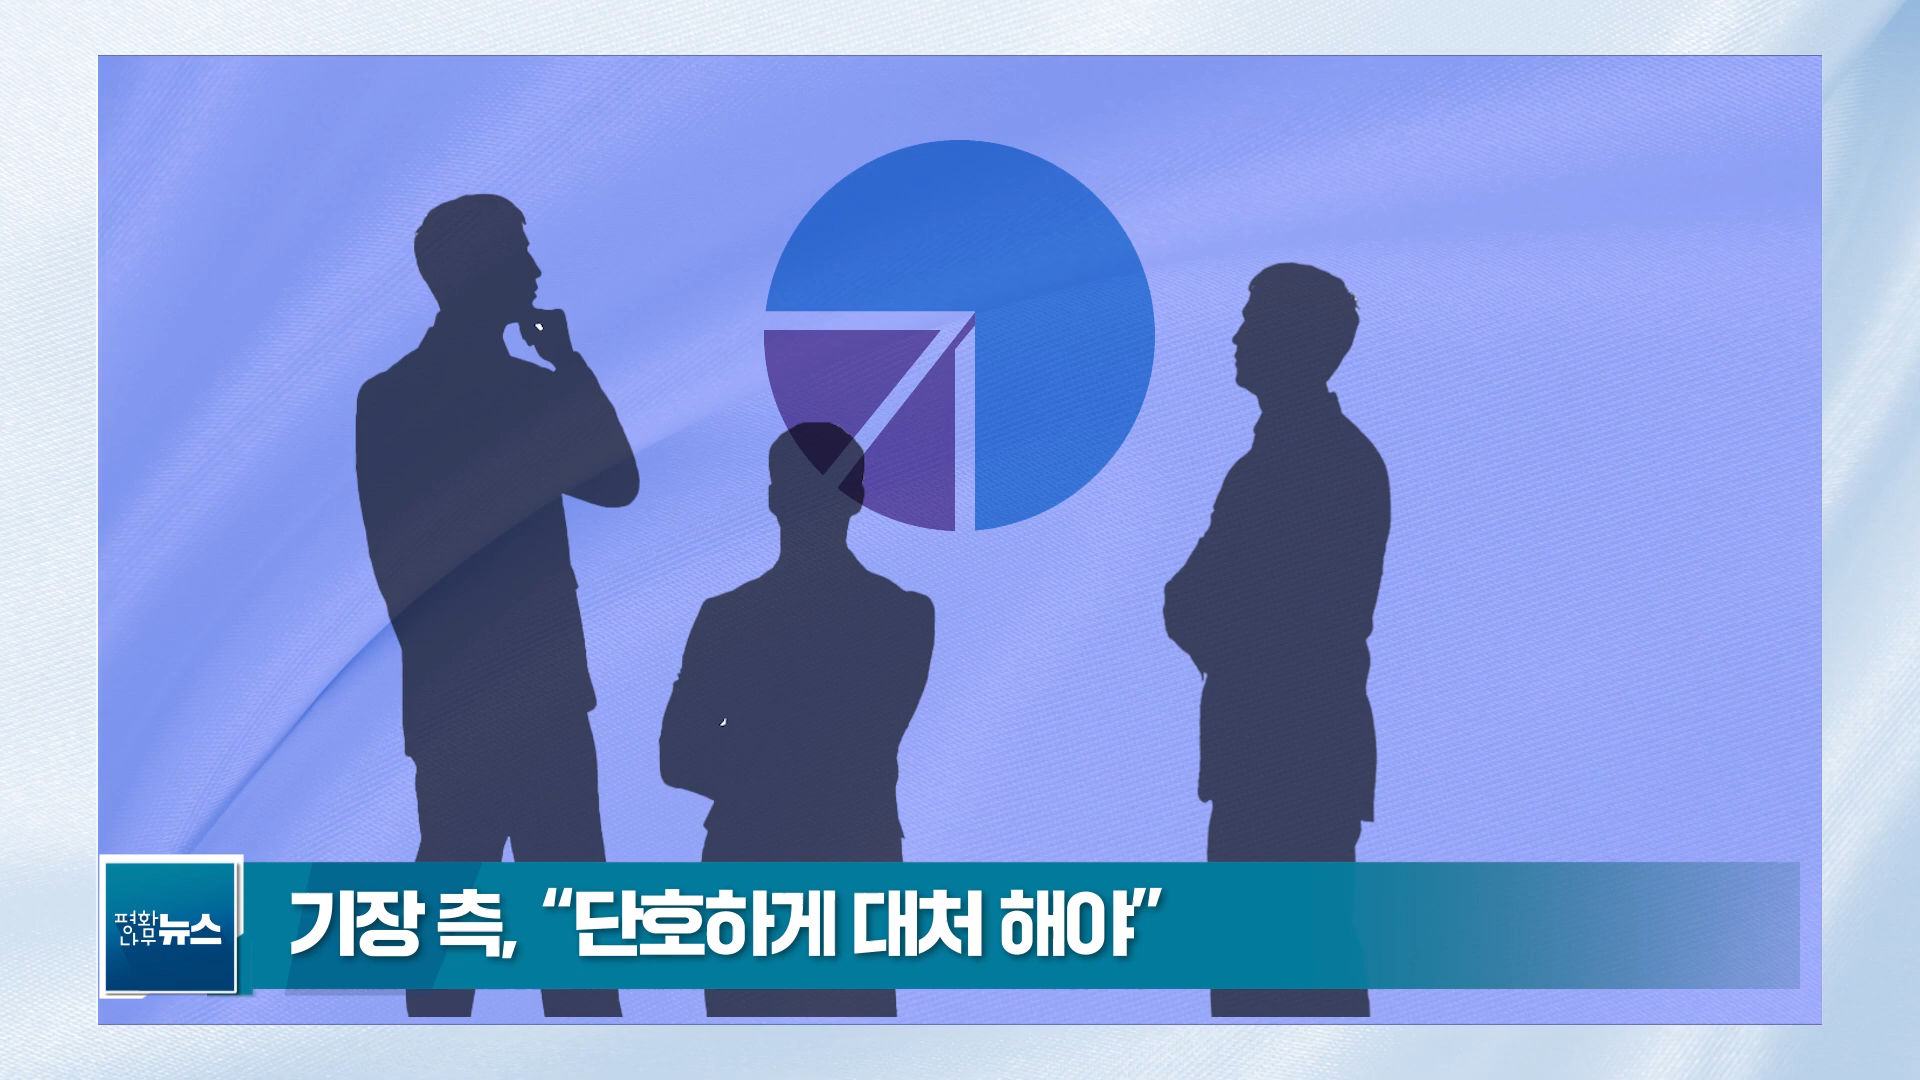 기장 측, “단호하게 대처 해야”
평화
나무 뉴스